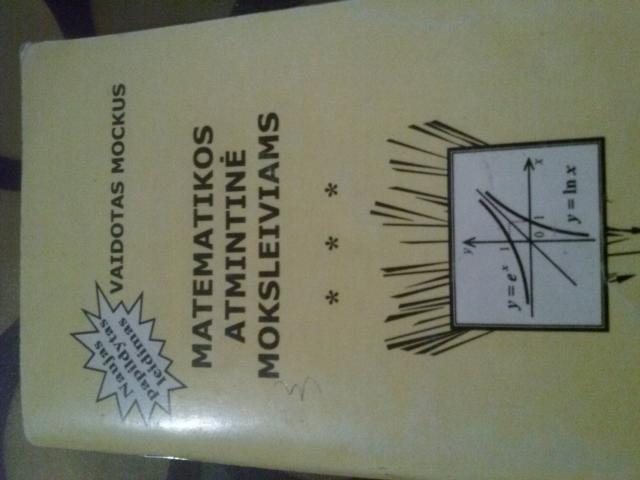 VAIDOTAS MOCKUS
Naujas
papildytas
leidimas
MATEMATIKOS
ATMINTINĖ
MOKSLEIVIAMS
* * *
y
y = eˣ
1
0
1
x
y = ln x